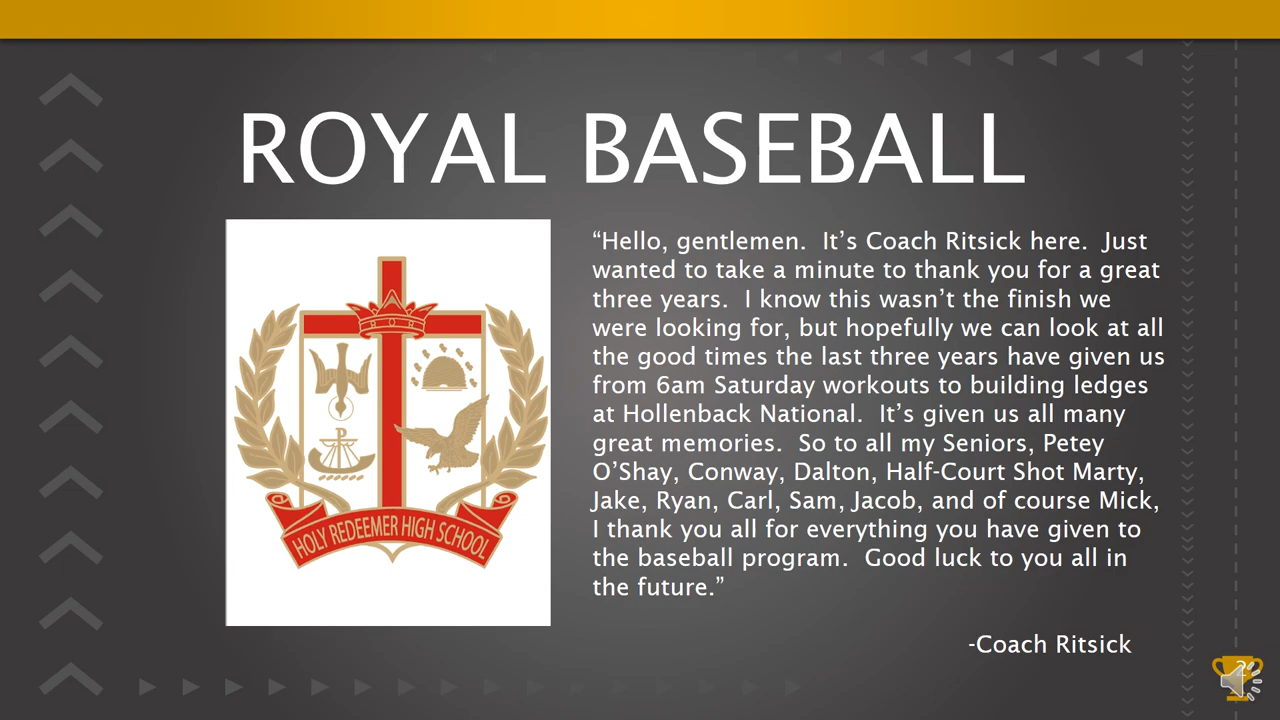 ROYAL BASEBALL
“Hello, gentlemen.  It’s Coach Ritsick here.  Just
wanted to take a minute to thank you for a great
three years.  I know this wasn’t the finish we
were looking for, but hopefully we can look at all
the good times the last three years have given us
from 6am Saturday workouts to building ledges
at Hollenback National.  It’s given us all many
great memories.  So to all my Seniors, Petey
O’Shay, Conway, Dalton, Half-Court Shot Marty,
Jake, Ryan, Carl, Sam, Jacob, and of course Mick,
I thank you all for everything you have given to
the baseball program.  Good luck to you all in
the future.”
-Coach Ritsick
HOLY REDEEMER HIGH SCHOOL